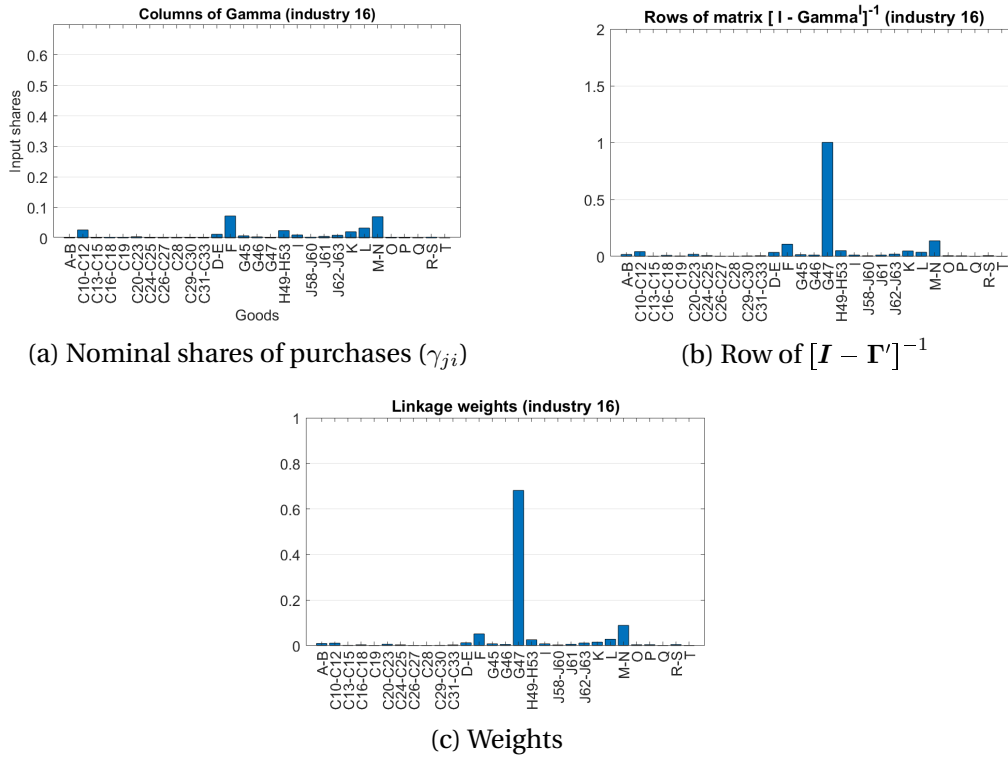 Columns of Gamma (industry 16)
Input shares
0.6
0.5
0.4
0.3
0.2
0.1
0
A-B
C10-C12
C13-C15
C16-C18
C19
C20-C23
C24-C25
C26-C27
C28
C29-C30
C31-C33
D-E
F
G45
G46
G47
H49-H53
I
J58-J60
J61
J62-J63
K
L
M-N
O
P
Q
R-S
T
Goods
(a) Nominal shares of purchases (γji)
Rows of matrix [ I - Gamma^I]^-1 (industry 16)
2
1.5
1
0.5
0
A-B
C10-C12
C13-C15
C16-C18
C19
C20-C23
C24-C25
C26-C27
C28
C29-C30
C31-C33
D-E
F
G45
G46
G47
H49-H53
I
J58-J60
J61
J62-J63
K
L
M-N
O
P
Q
R-S
T
(b) Row of [I − Γ′]^−1
Linkage weights (industry 16)
1
0.8
0.6
0.4
0.2
0
A-B
C10-C12
C13-C15
C16-C18
C19
C20-C23
C24-C25
C26-C27
C28
C29-C30
C31-C33
D-E
F
G45
G46
G47
H49-H53
I
J58-J60
J61
J62-J63
K
L
M-N
O
P
Q
R-S
T
(c) Weights